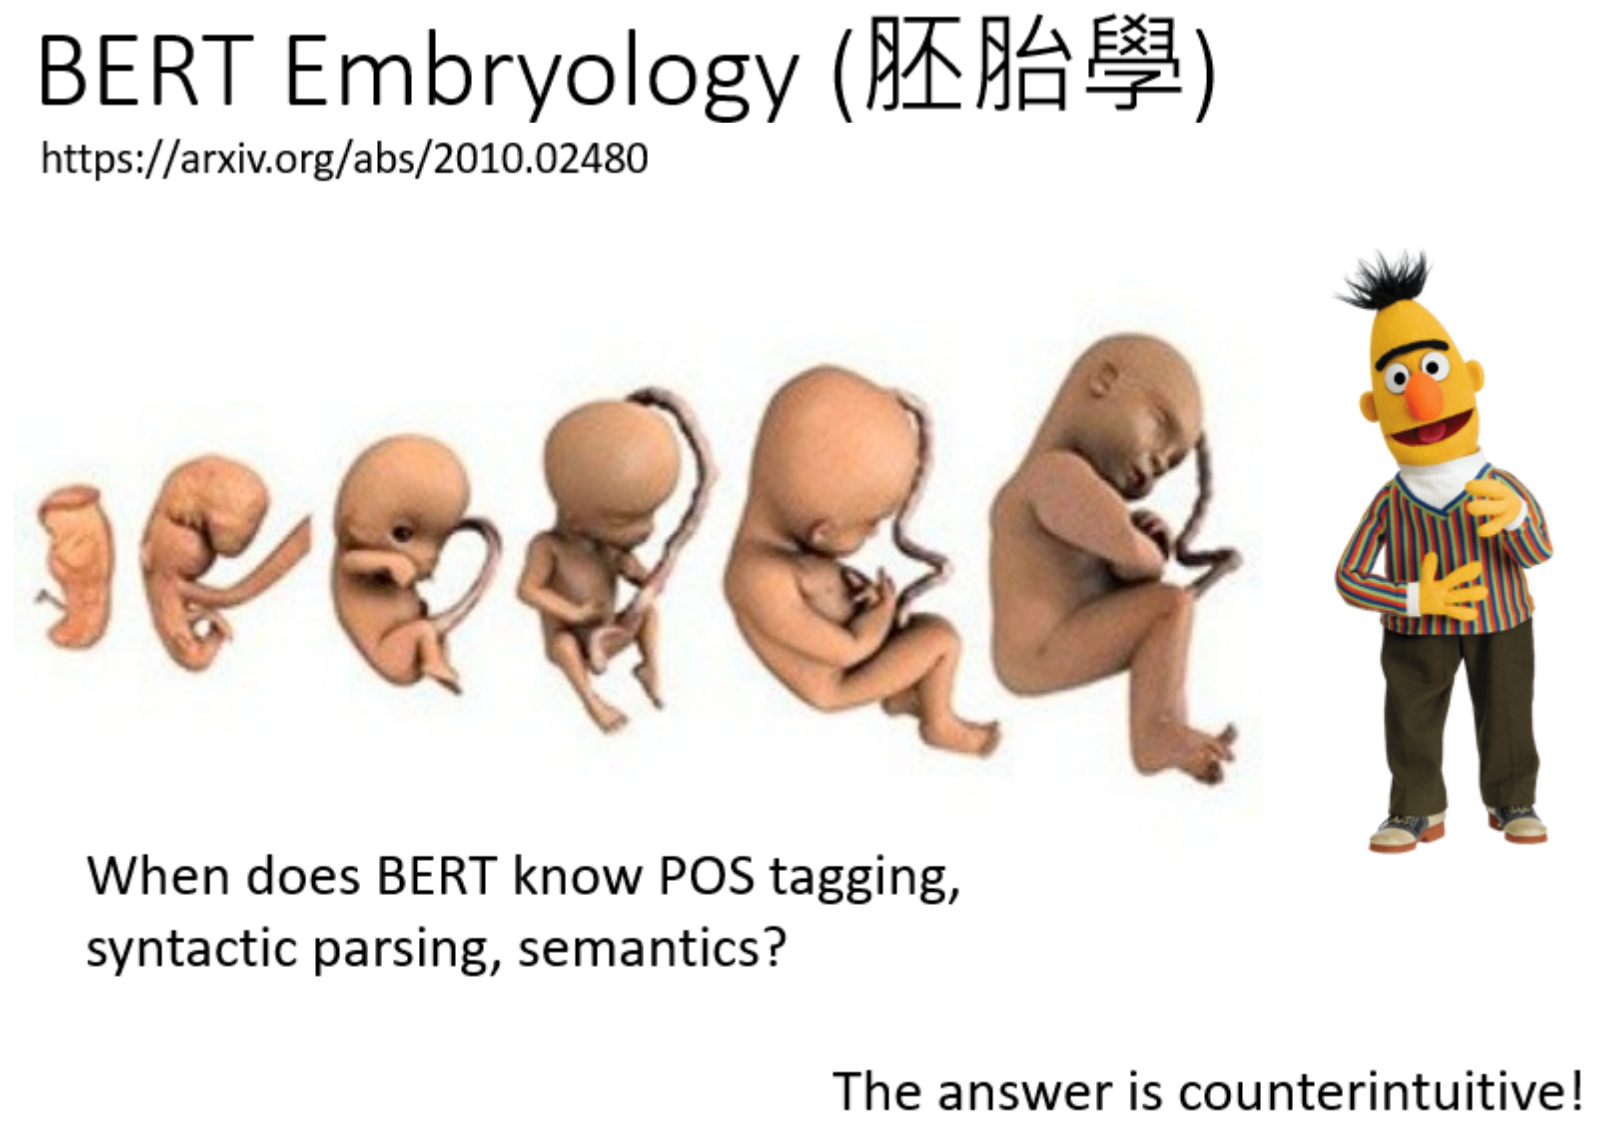 BERT Embryology (胚胎學)
https://arxiv.org/abs/2010.02480
When does BERT know POS tagging,
syntactic parsing, semantics?
The answer is counterintuitive!